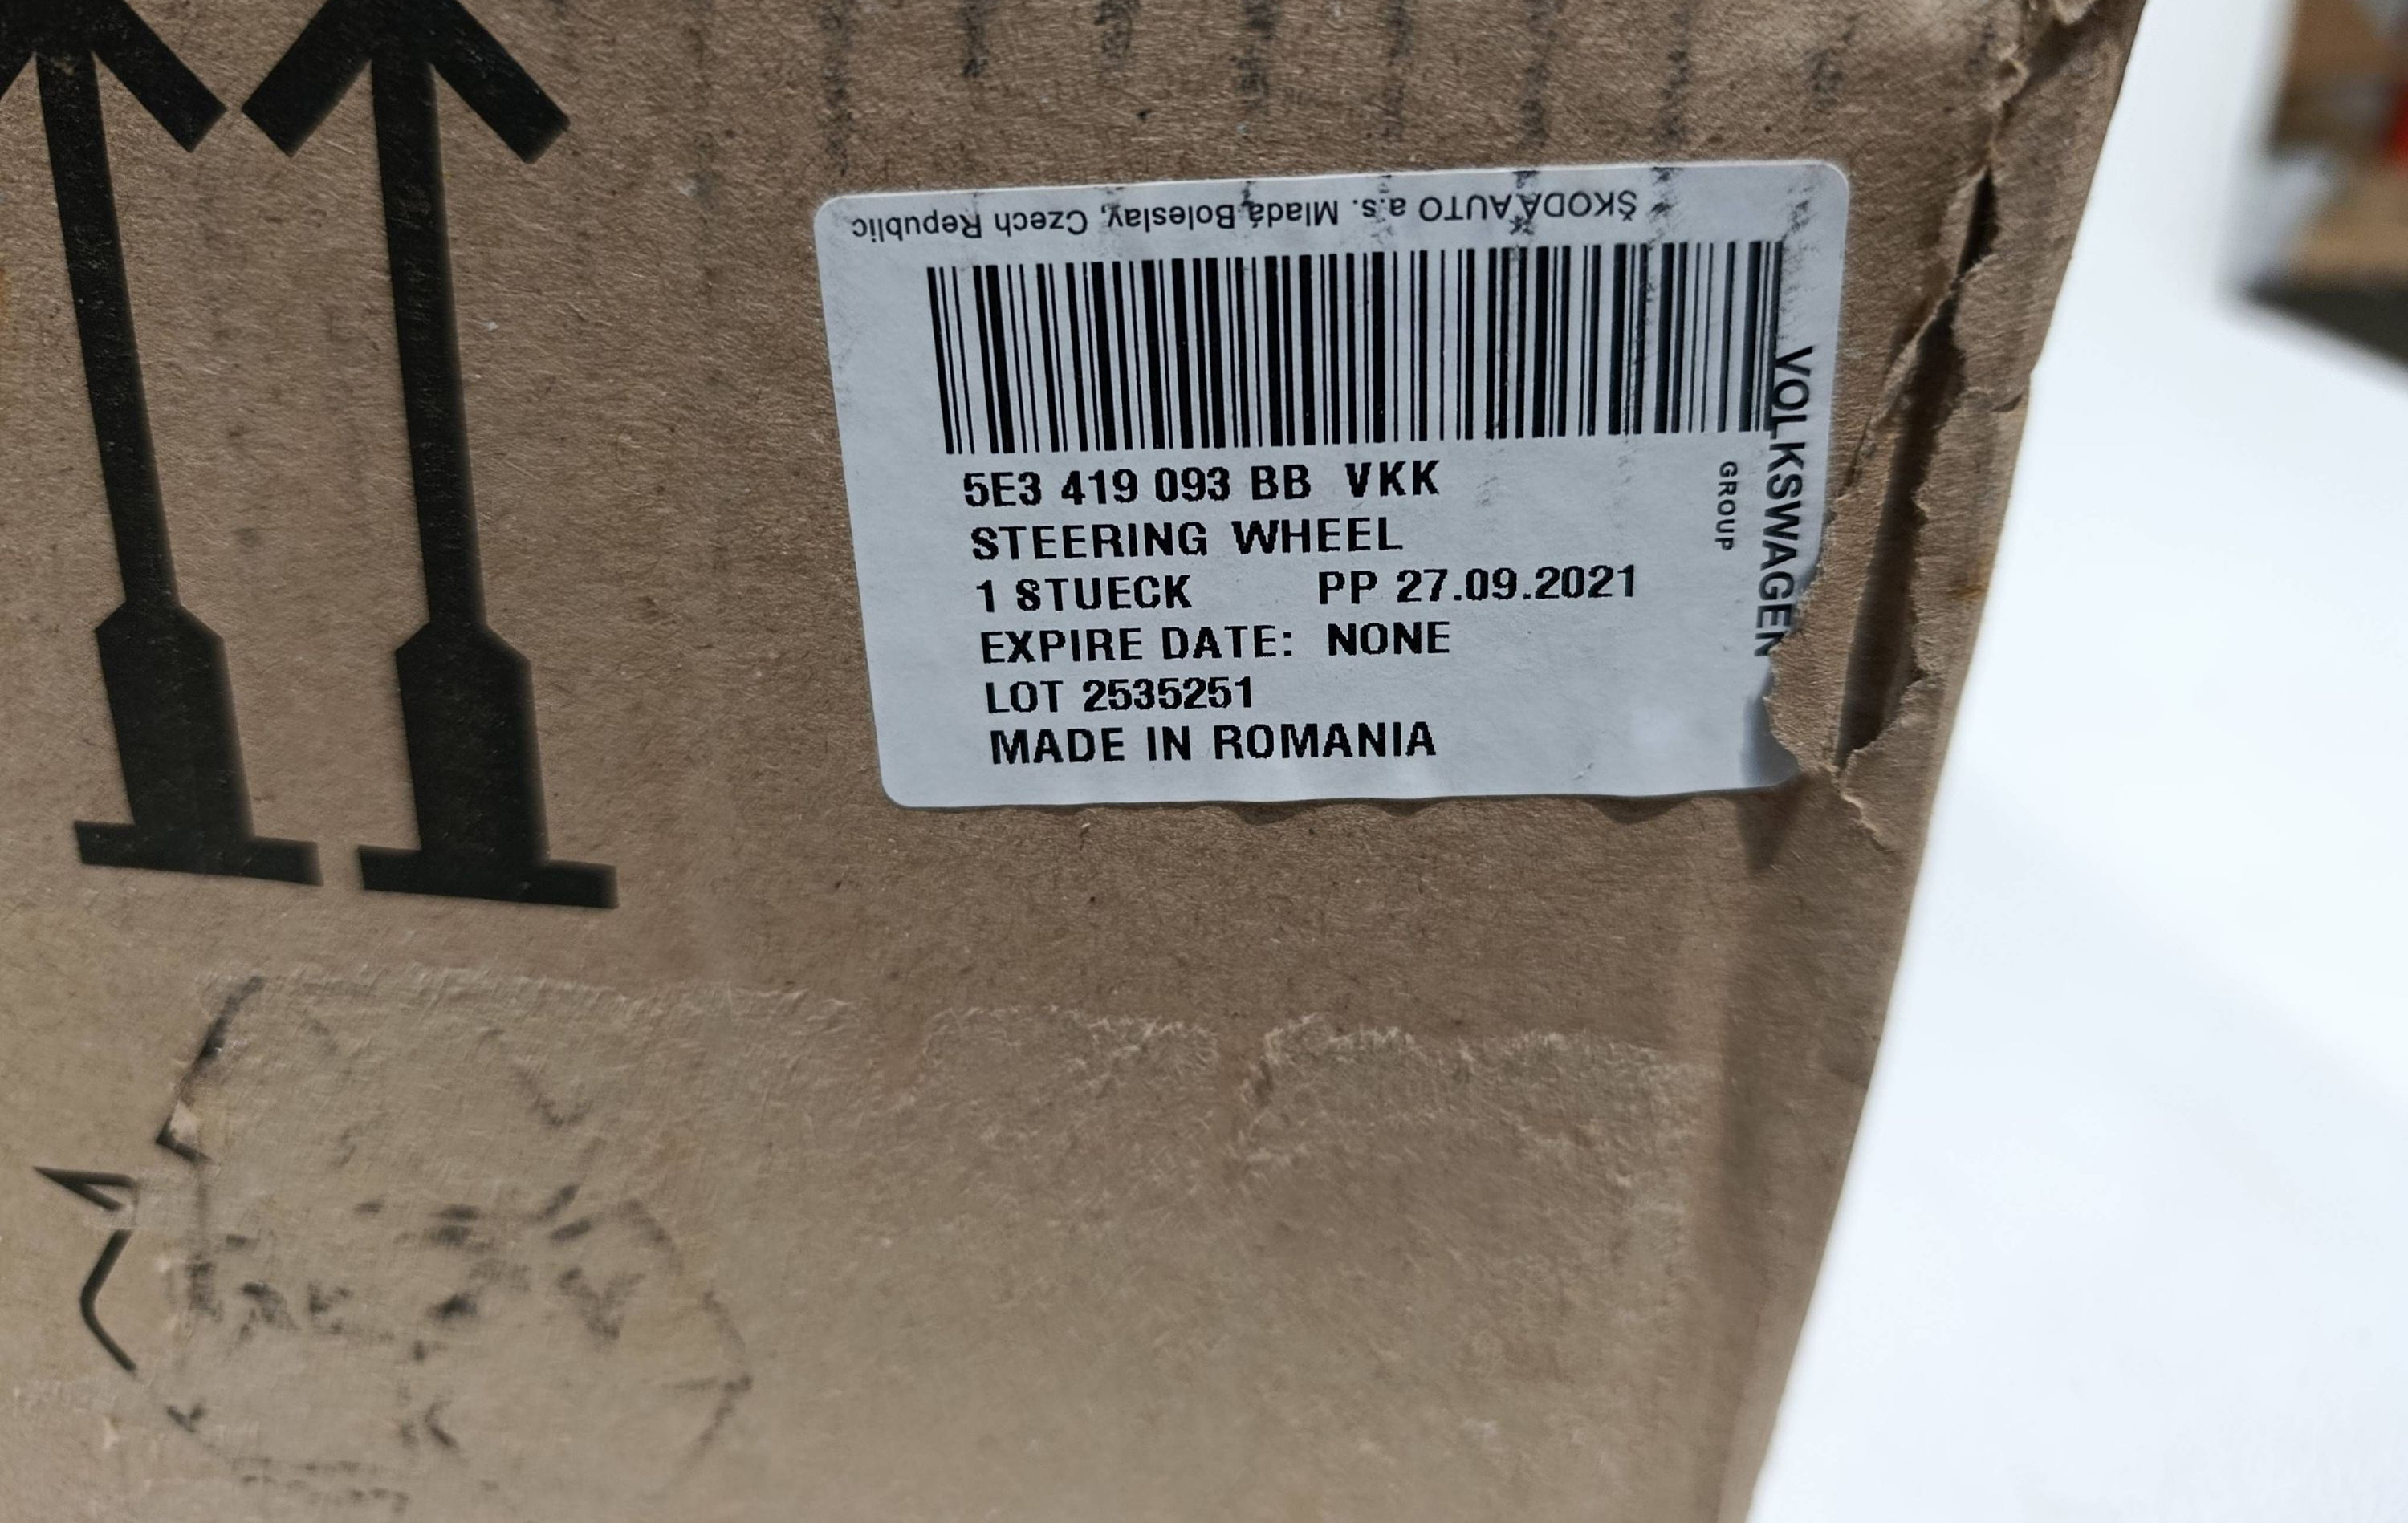 ŠKODA AUTO a.s. Mladá Boleslav, Czech Republic
5E3 419 093 BB VKK
STEERING WHEEL
1 STUECK PP 27.09.2021
EXPIRE DATE: NONE
LOT 2535251
MADE IN ROMANIA
VOLKSWAGEN
GROUP